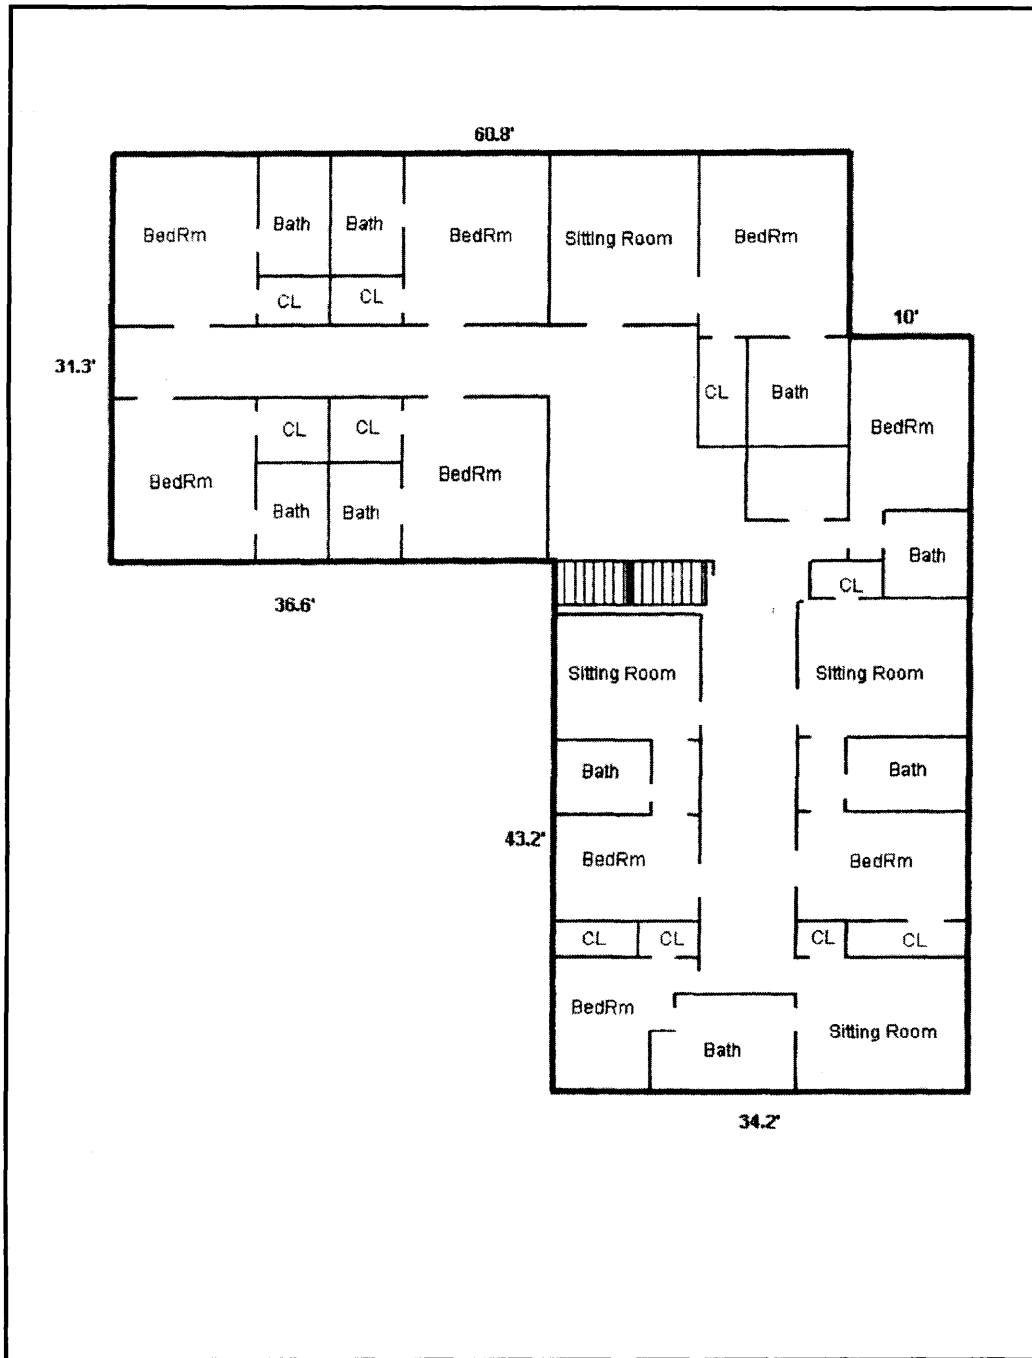 60.8'
BedRm
Bath
Bath
BedRm
Sitting Room
BedRm
CL
CL
10'
31.3'
CL
Bath
BedRm
CL
CL
BedRm
BedRm
Bath
Bath
Bath
CL
36.6'
Sitting Room
Sitting Room
Bath
Bath
43.2'
BedRm
BedRm
CL
CL
CL
CL
BedRm
Bath
Sitting Room
34.2'